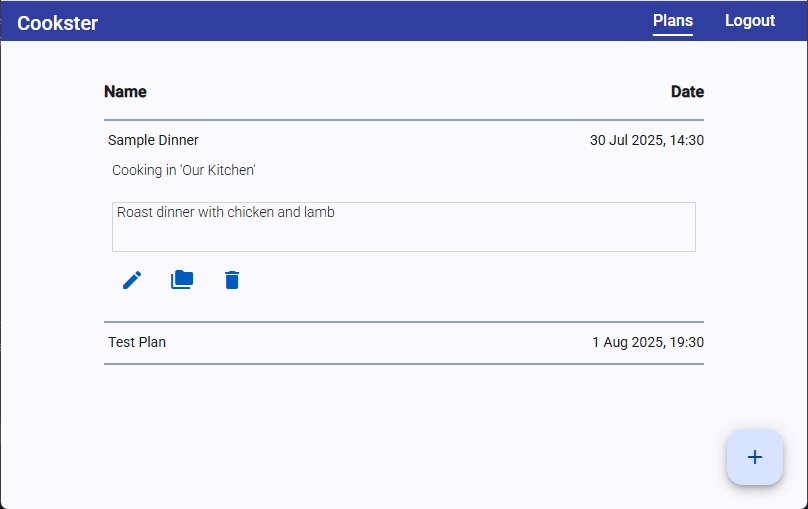 Cookster Plans Logout
Name Date
Sample Dinner 30 Jul 2025, 14:30
Cooking in 'Our Kitchen'
Roast dinner with chicken and lamb
Test Plan 1 Aug 2025, 19:30
+